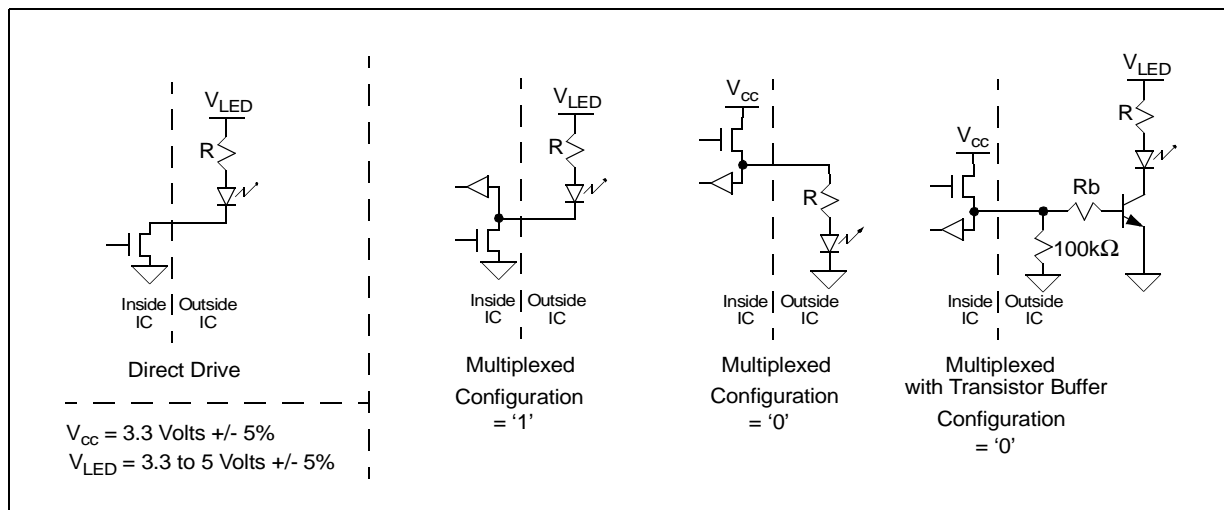 V_LED
R
Inside
IC
Outside
IC
Direct Drive
V_cc = 3.3 Volts +/- 5%
V_LED = 3.3 to 5 Volts +/- 5%
V_LED
R
Inside
IC
Outside
IC
Multiplexed
Configuration
= ‘1’
V_cc
R
Inside
IC
Outside
IC
Multiplexed
Configuration
= ‘0’
V_LED
R
V_cc
Rb
100kΩ
Inside
IC
Outside
IC
Multiplexed
with Transistor Buffer
Configuration
= ‘0’